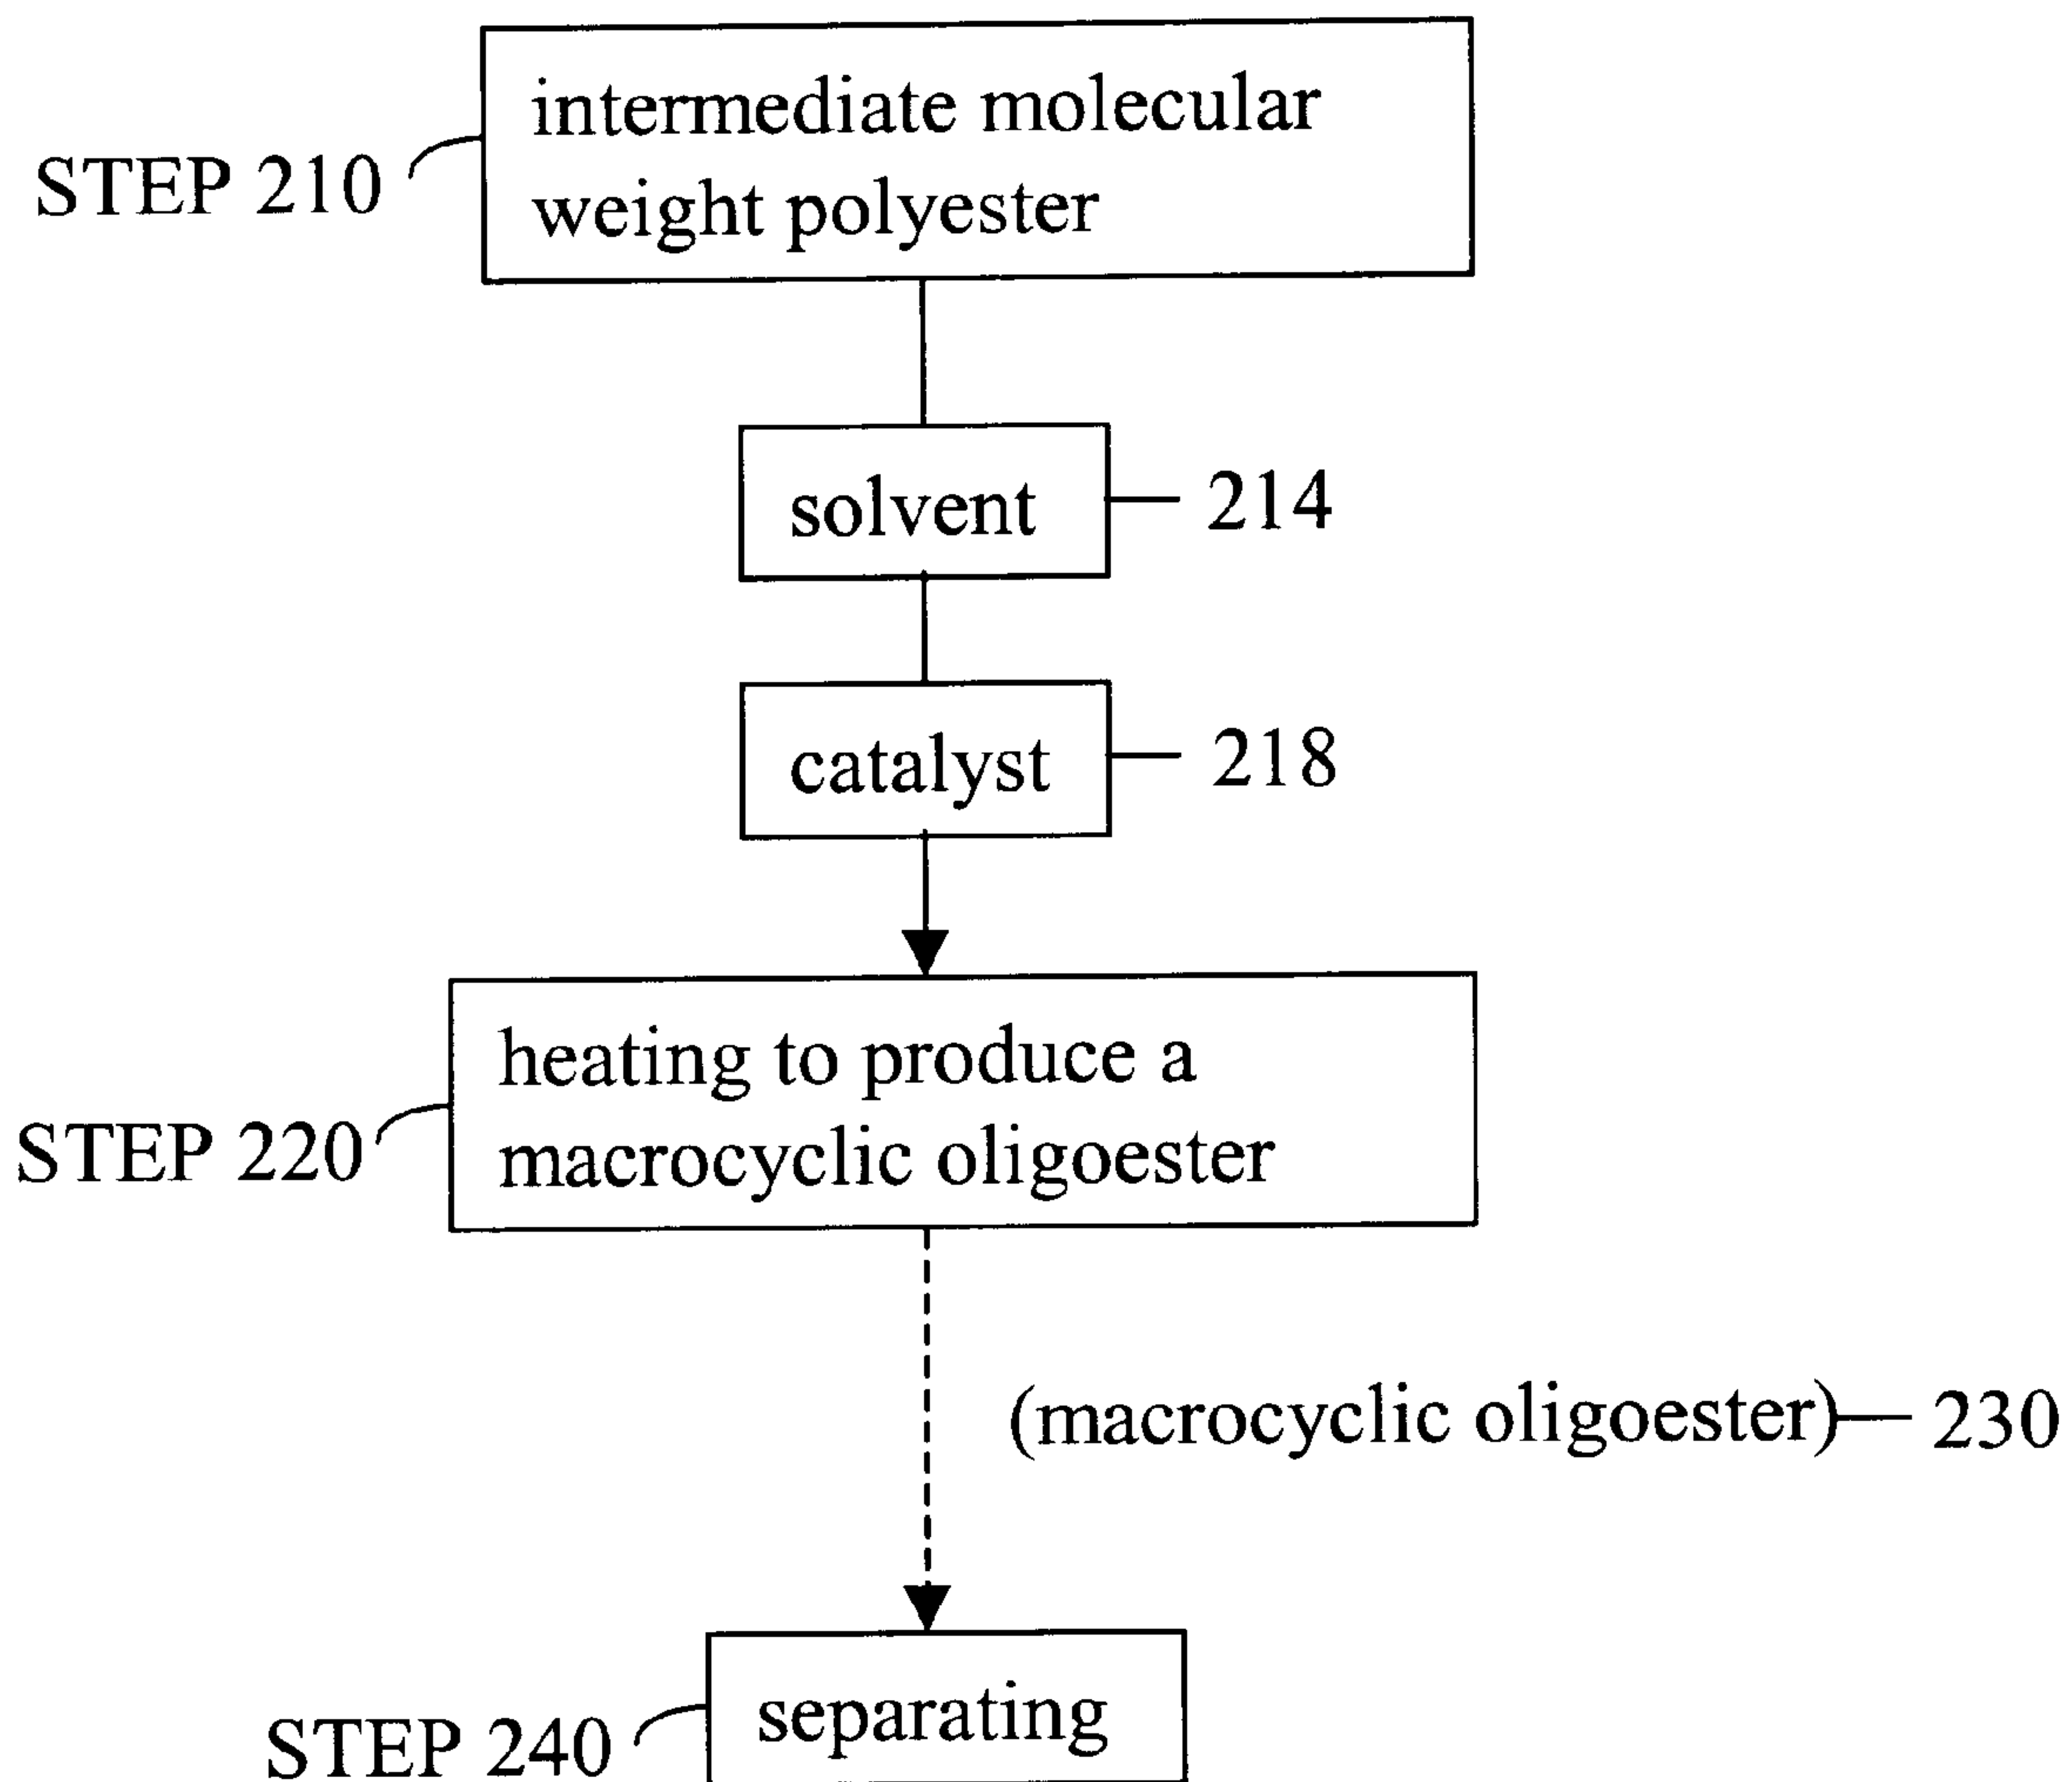 intermediate molecular
weight polyester
STEP 210
solvent
214
catalyst
218
heating to produce a
macrocyclic oligoester
STEP 220
(macrocyclic oligoester)
230
separating
STEP 240